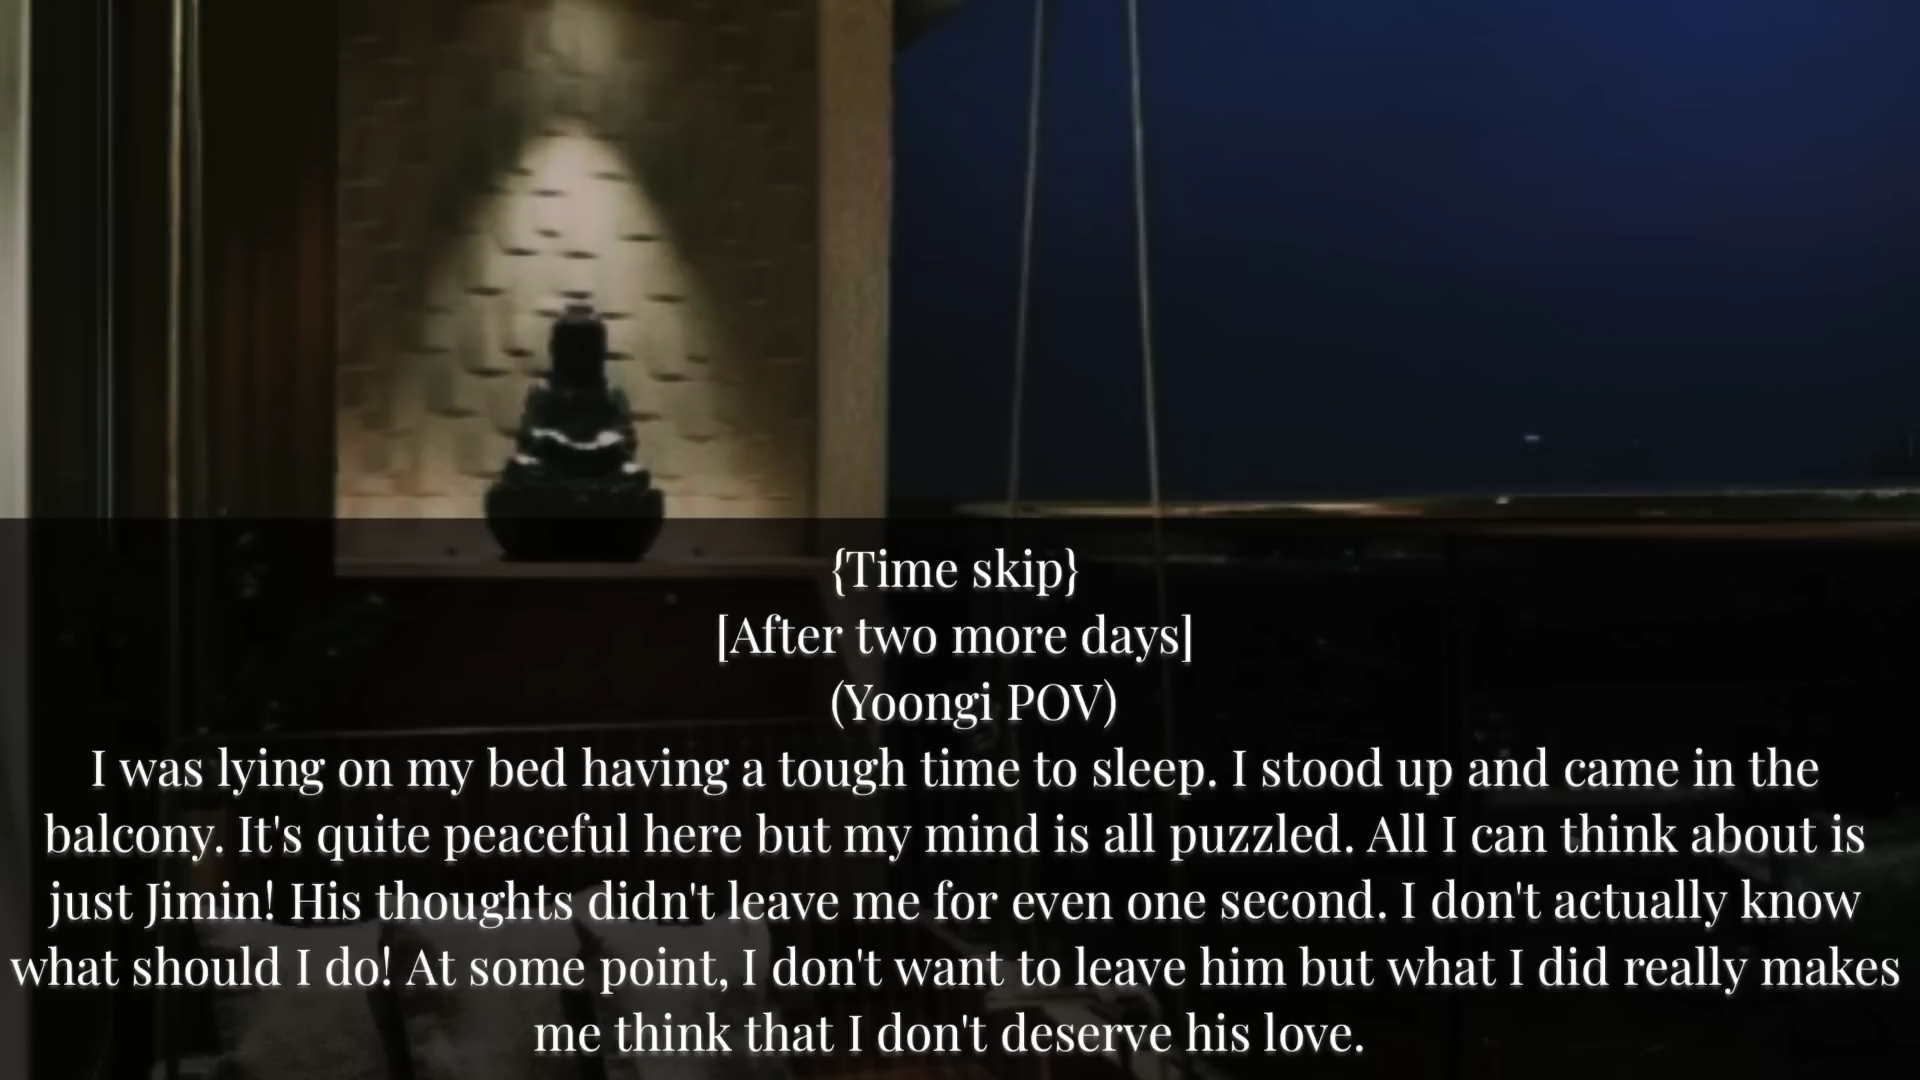 {Time skip}
[After two more days]
(Yoongi POV)
I was lying on my bed having a tough time to sleep. I stood up and came in the
balcony. It's quite peaceful here but my mind is all puzzled. All I can think about is
just Jimin! His thoughts didn't leave me for even one second. I don't actually know
what should I do! At some point, I don't want to leave him but what I did really makes
me think that I don't deserve his love.